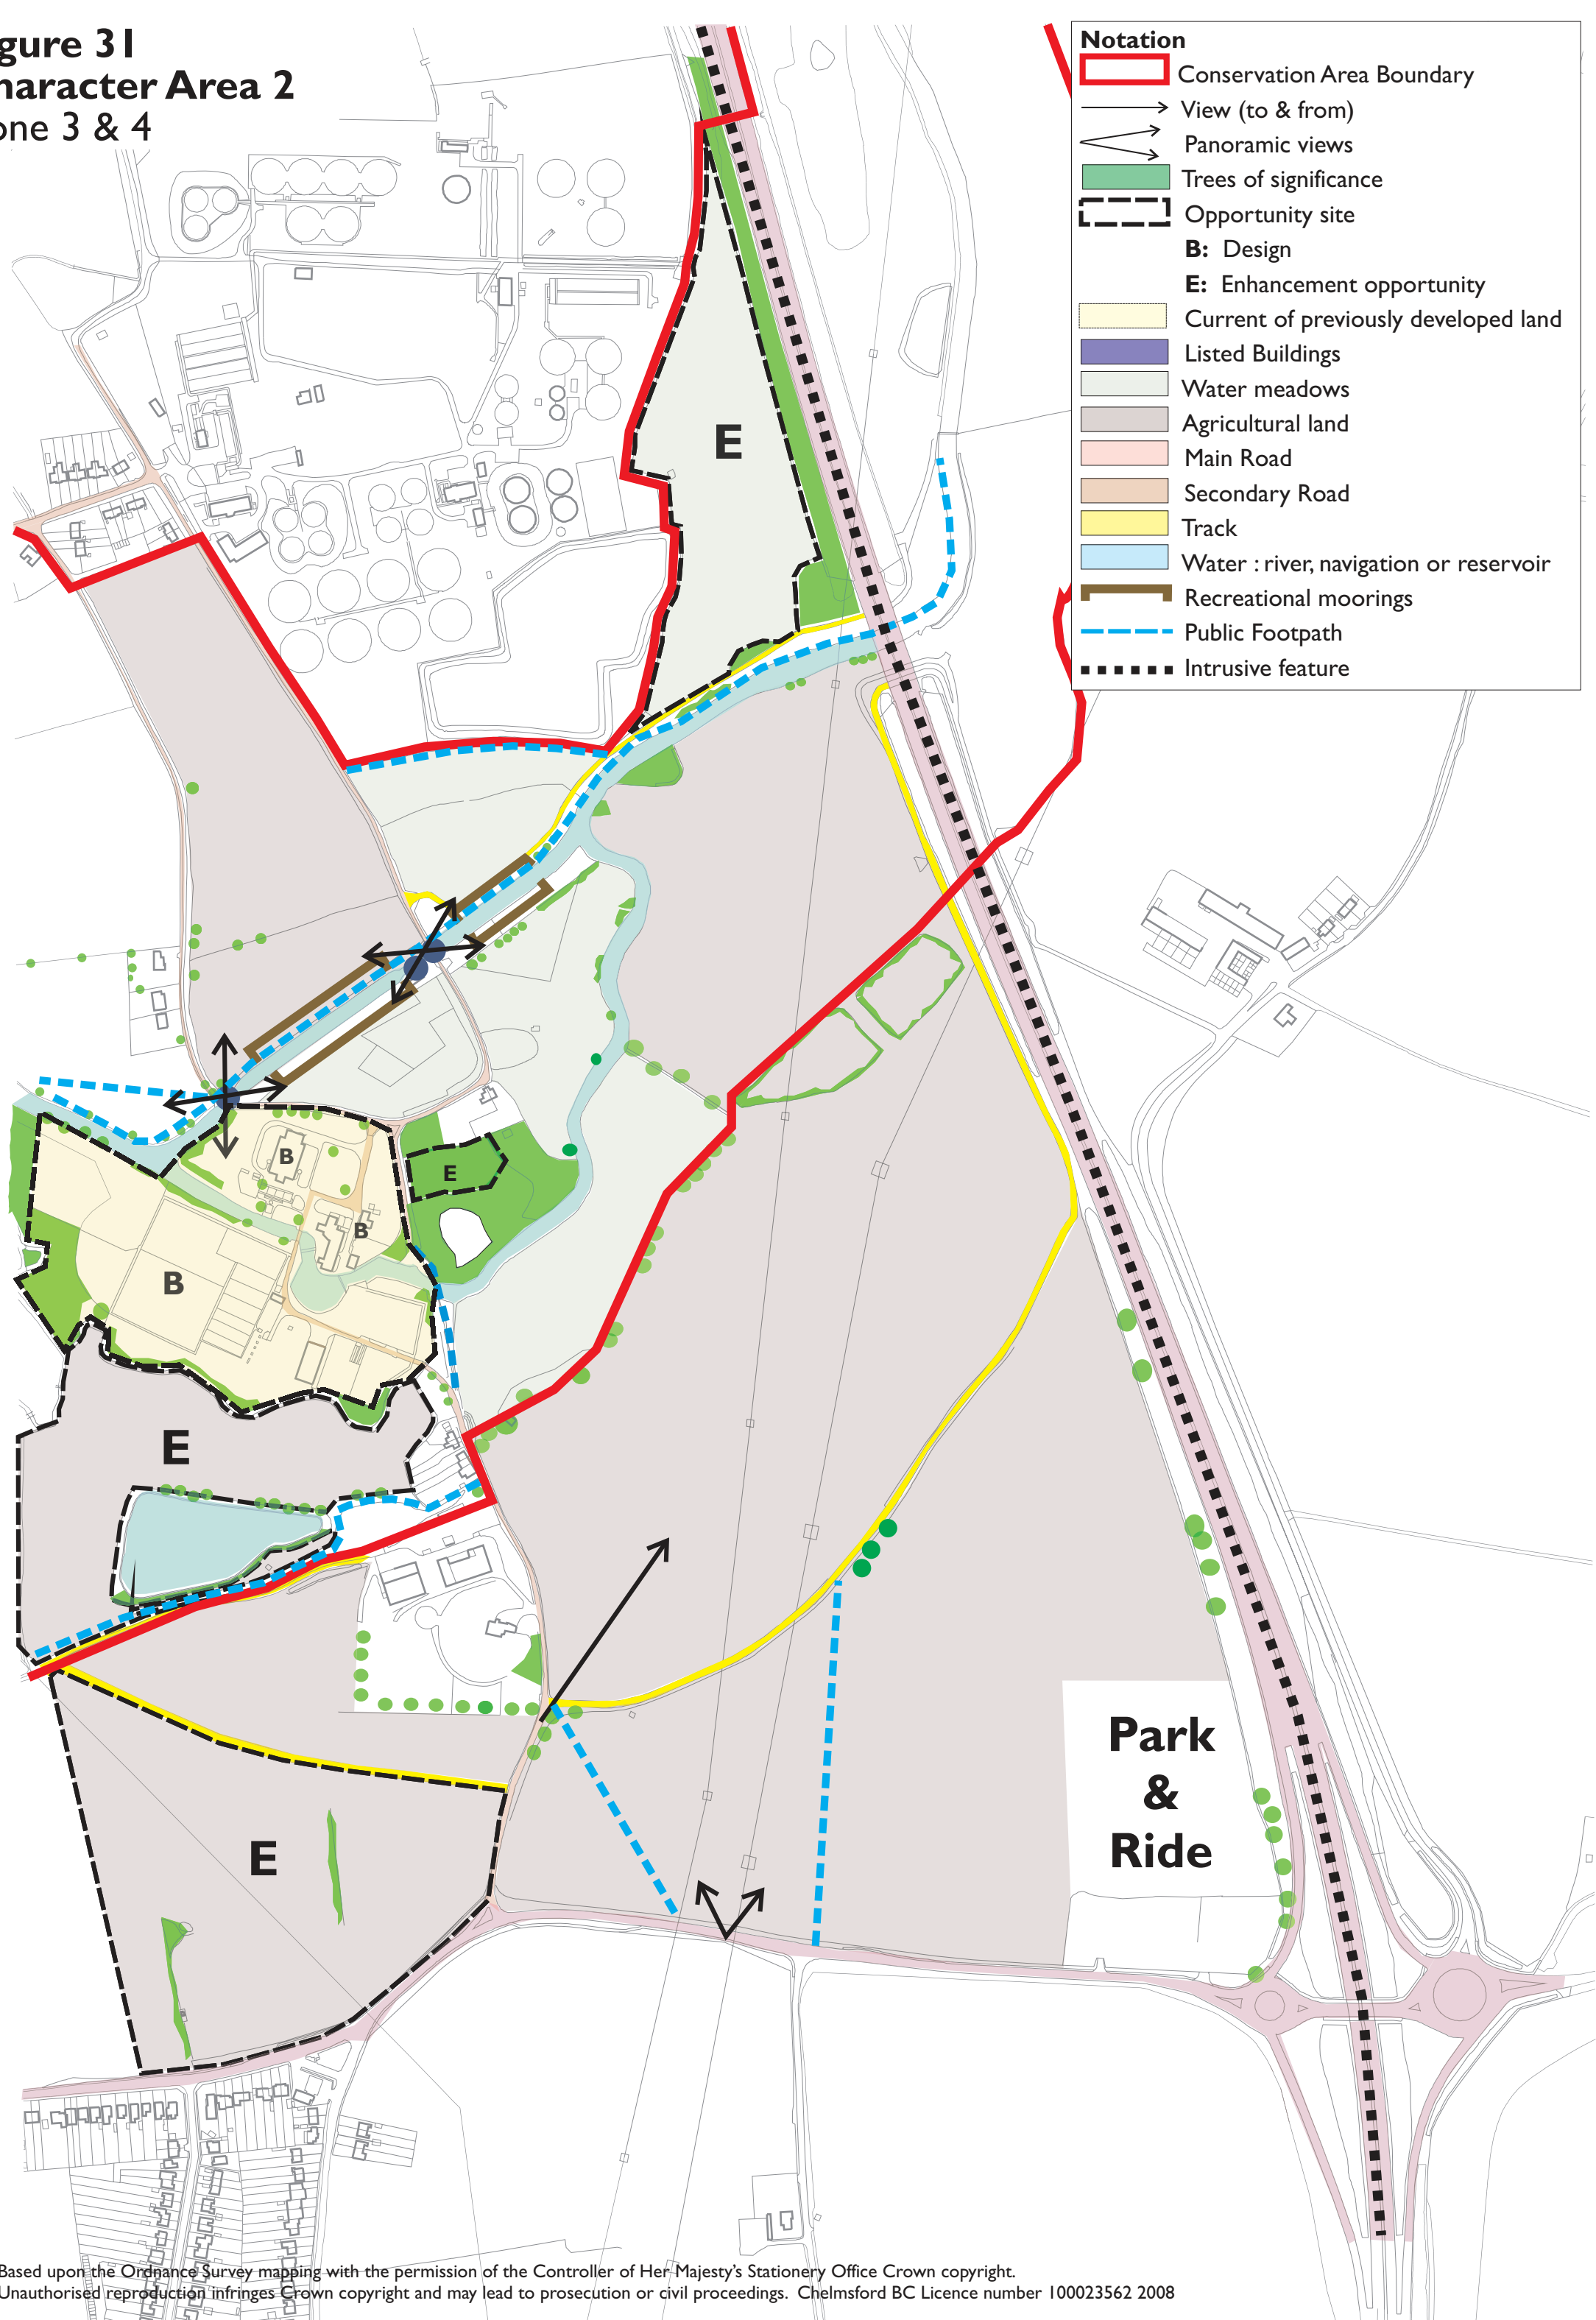 gure 31
haracter Area 2
one 3 & 4
Notation
Conservation Area Boundary
View (to & from)
Panoramic views
Trees of significance
Opportunity site
B: Design
E: Enhancement opportunity
Current of previously developed land
Listed Buildings
Water meadows
Agricultural land
Main Road
Secondary Road
Track
Water : river, navigation or reservoir
Recreational moorings
Public Footpath
Intrusive feature
E
B
E
B
B
E
Park
&
Ride
E
Based upon the Ordnance Survey mapping with the permission of the Controller of Her Majesty's Stationery Office Crown copyright.
Unauthorised reproduction infringes Crown copyright and may lead to prosecution or civil proceedings. Chelmsford BC Licence number 100023562 2008